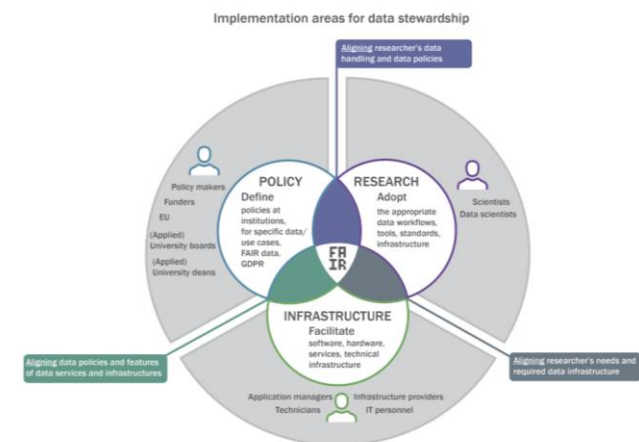 Implementation areas for data stewardship
Aligning researcher's data
handling and data policies
Policy makers
Funders
EU
(Applied)
University boards
(Applied)
University deans
POLICY
Define
policies at
institutions,
for specific data/
use cases,
FAIR data,
GDPR
RESEARCH
Adopt
the appropriate
data workflows,
tools, standards,
infrastructure
Scientists
Data scientists
FA
IR
INFRASTRUCTURE
Facilitate
software, hardware,
services, technical
infrastructure
Aligning data policies and features
of data services and infrastructures
Aligning researcher's needs and
required data infrastructure
Application managers
Technicians
Infrastructure providers
IT personnel